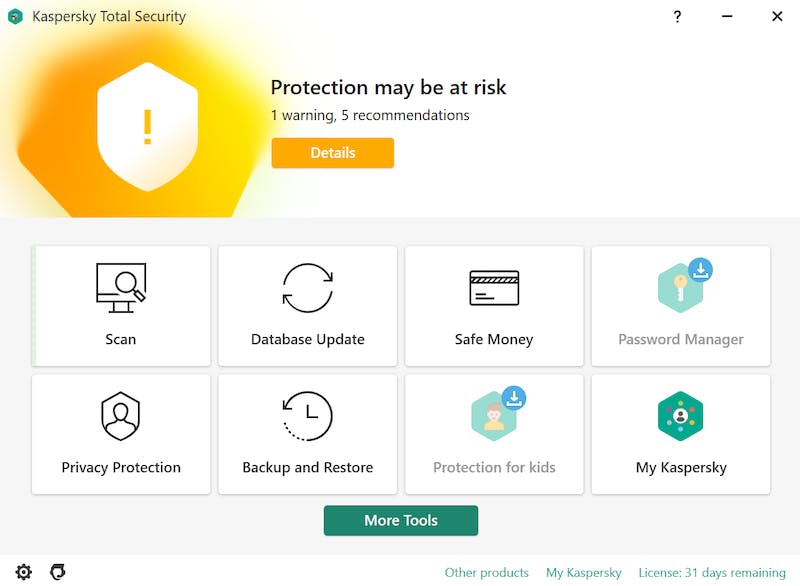 Kaspersky Total Security
?
!
Protection may be at risk
1 warning, 5 recommendations
Details
Scan
Database Update
Safe Money
Password Manager
Privacy Protection
Backup and Restore
Protection for kids
My Kaspersky
More Tools
Other products
My Kaspersky
License: 31 days remaining